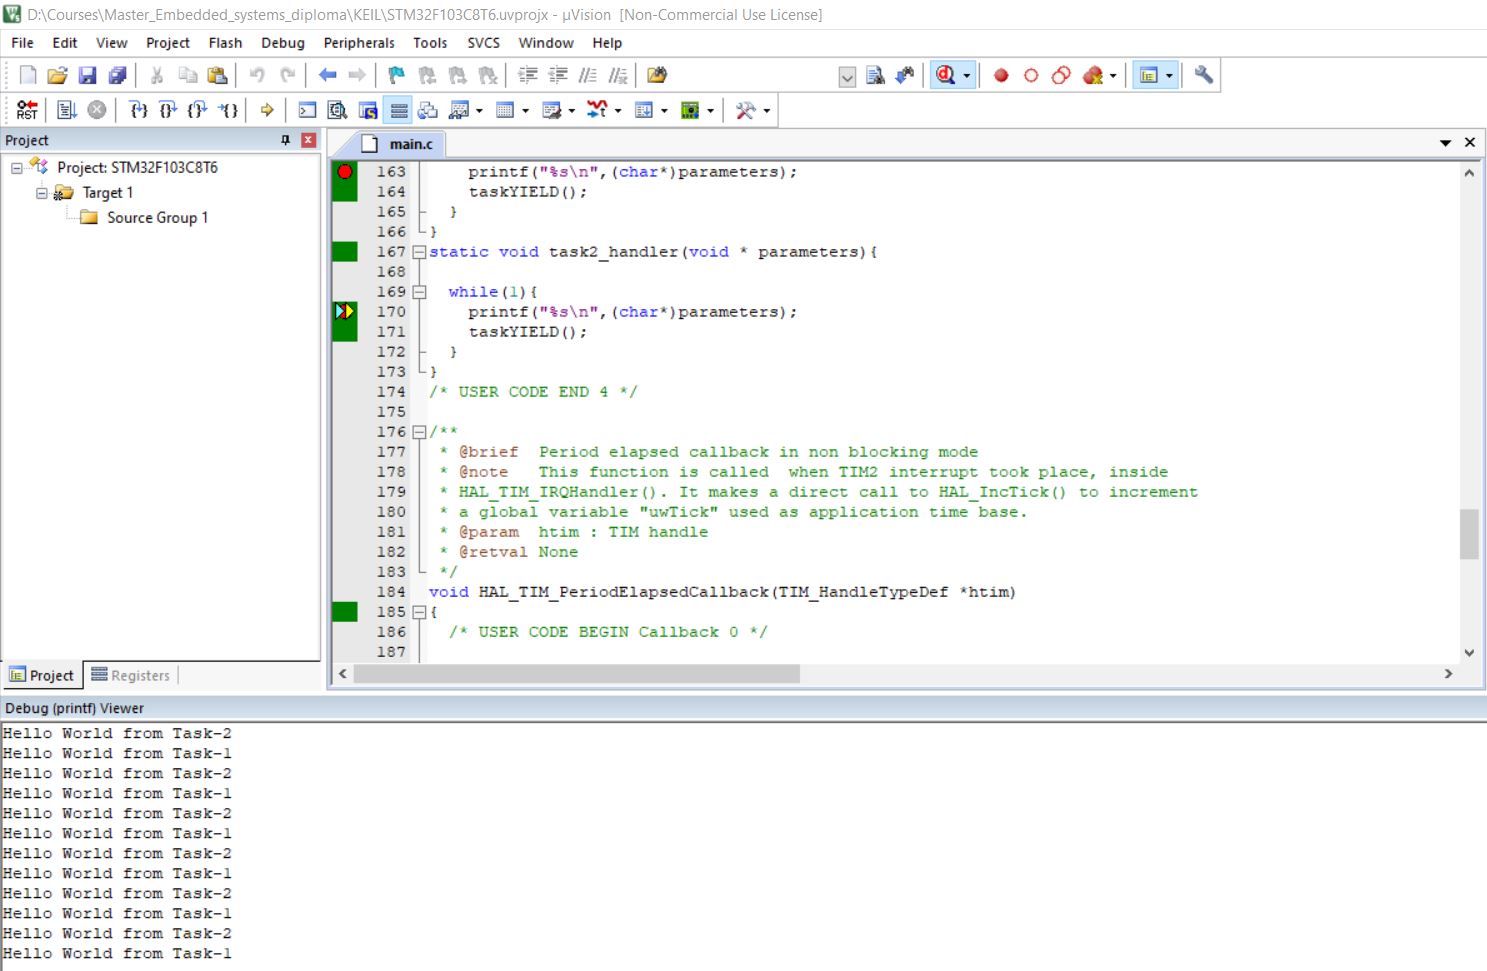 D:\Courses\Master_Embedded_systems_diploma\KEIL\STM32F103C8T6.uvprojx - µVision [Non-Commercial Use License]
File Edit View Project Flash Debug Peripherals Tools SVCS Window Help
RST
Project
main.c
Project: STM32F103C8T6
Target 1
Source Group 1
163 printf("%s\n",(char*)parameters);
164 taskYIELD();
165 }
166 }
167 static void task2_handler(void * parameters){
168
169 while(1){
170 printf("%s\n",(char*)parameters);
171 taskYIELD();
172 }
173 }
174 /* USER CODE END 4 */
175
176 /**
177 * @brief  Period elapsed callback in non blocking mode
178 * @note   This function is called  when TIM2 interrupt took place, inside
179 * HAL_TIM_IRQHandler(). It makes a direct call to HAL_IncTick() to increment
180 * a global variable "uwTick" used as application time base.
181 * @param  htim : TIM handle
182 * @retval None
183 */
184 void HAL_TIM_PeriodElapsedCallback(TIM_HandleTypeDef *htim)
185 {
186 /* USER CODE BEGIN Callback 0 */
187
Project Registers
Debug (printf) Viewer
Hello World from Task-2
Hello World from Task-1
Hello World from Task-2
Hello World from Task-1
Hello World from Task-2
Hello World from Task-1
Hello World from Task-2
Hello World from Task-1
Hello World from Task-2
Hello World from Task-1
Hello World from Task-2
Hello World from Task-1